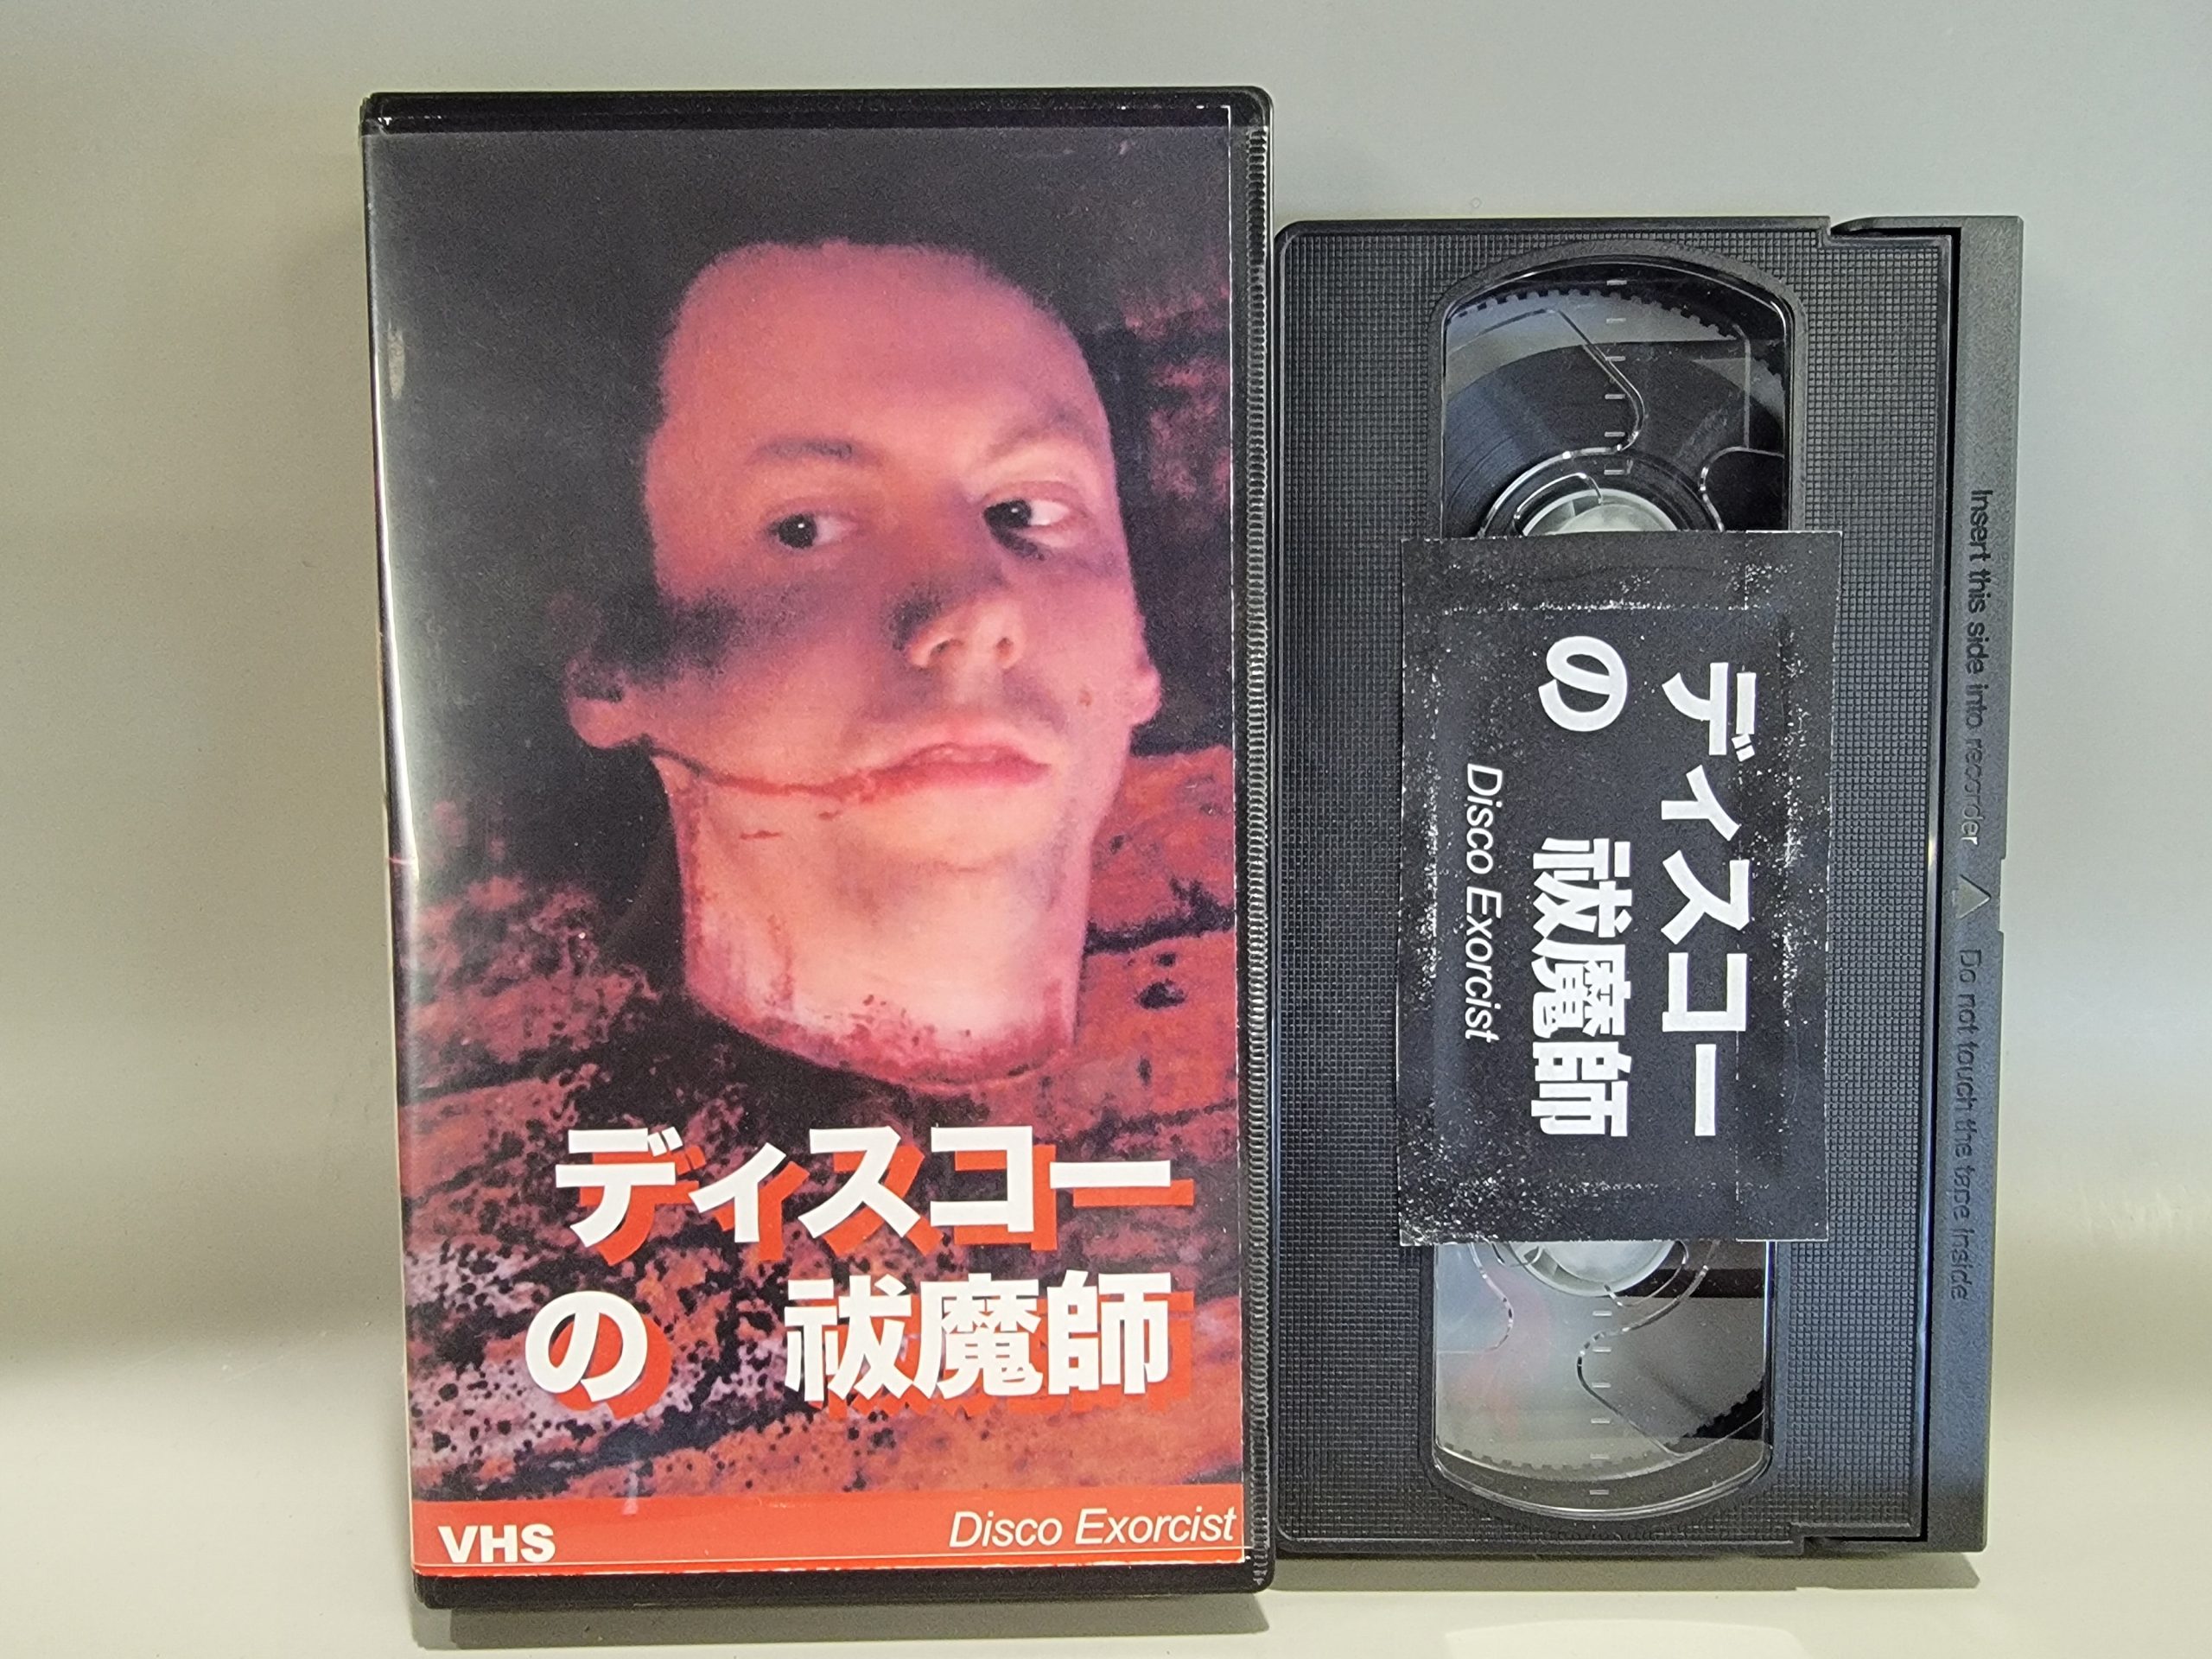 ディスコー
の 祓魔師
VHS
Disco Exorcist
ディスコー
の 祓魔師
Disco Exorcist
Insert this side into recorder
Do not touch the tape inside